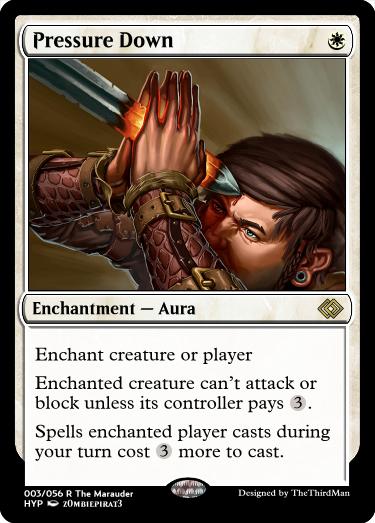 Pressure Down
Enchantment — Aura
Enchant creature or player
Enchanted creature can't attack or
block unless its controller pays 3.
Spells enchanted player casts during
your turn cost 3 more to cast.
003/056 R The Marauder
HYP z0MBIEPIRAT3
Designed by TheThirdMan